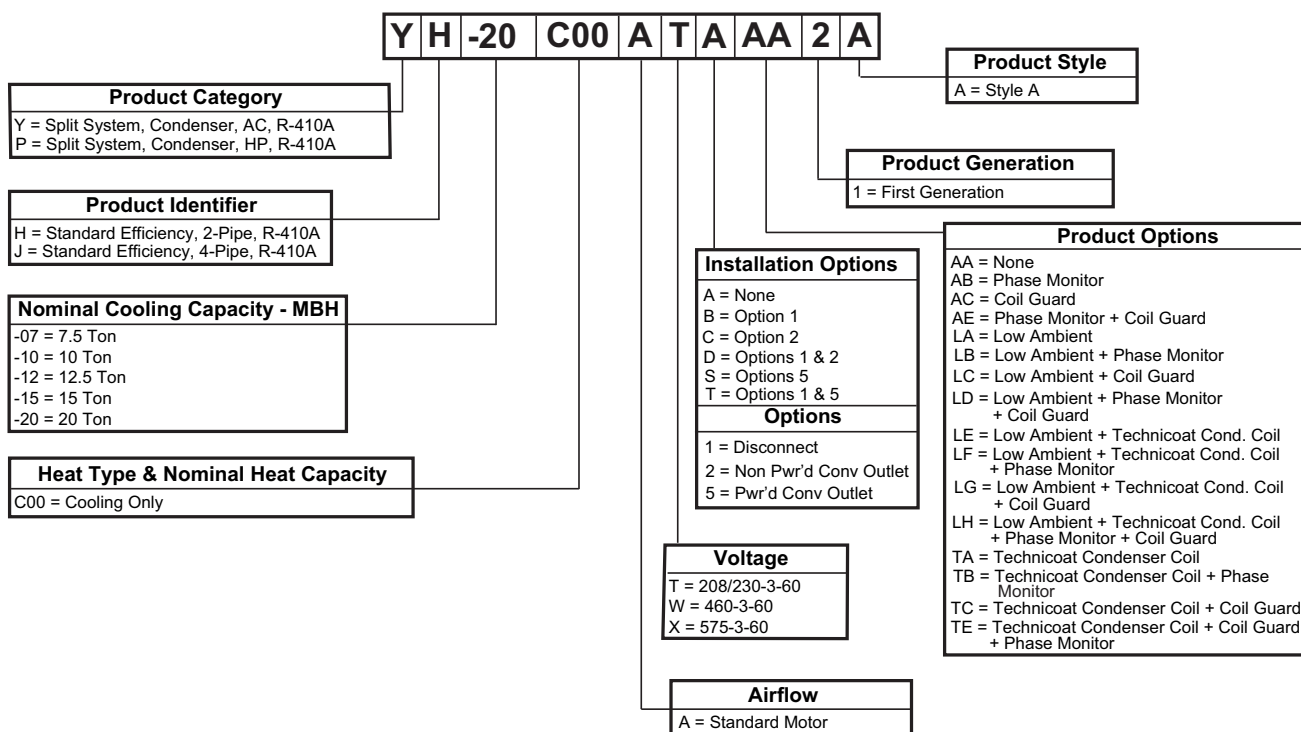 Y H -20 C00 A T A AA 2 A
Product Category
Y = Split System, Condenser, AC, R-410A
P = Split System, Condenser, HP, R-410A
Product Identifier
H = Standard Efficiency, 2-Pipe, R-410A
J = Standard Efficiency, 4-Pipe, R-410A
Nominal Cooling Capacity - MBH
-07 = 7.5 Ton
-10 = 10 Ton
-12 = 12.5 Ton
-15 = 15 Ton
-20 = 20 Ton
Heat Type & Nominal Heat Capacity
C00 = Cooling Only
Airflow
A = Standard Motor
Voltage
T = 208/230-3-60
W = 460-3-60
X = 575-3-60
Installation Options
A = None
B = Option 1
C = Option 2
D = Options 1 & 2
S = Options 5
T = Options 1 & 5
Options
1 = Disconnect
2 = Non Pwr'd Conv Outlet
5 = Pwr'd Conv Outlet
Product Options
AA = None
AB = Phase Monitor
AC = Coil Guard
AE = Phase Monitor + Coil Guard
LA = Low Ambient
LB = Low Ambient + Phase Monitor
LC = Low Ambient + Coil Guard
LD = Low Ambient + Phase Monitor
+ Coil Guard
LE = Low Ambient + Technicoat Cond. Coil
LF = Low Ambient + Technicoat Cond. Coil
+ Phase Monitor
LG = Low Ambient + Technicoat Cond. Coil
+ Coil Guard
LH = Low Ambient + Technicoat Cond. Coil
+ Phase Monitor + Coil Guard
TA = Technicoat Condenser Coil
TB = Technicoat Condenser Coil + Phase
Monitor
TC = Technicoat Condenser Coil + Coil Guard
TE = Technicoat Condenser Coil + Coil Guard
+ Phase Monitor
Product Generation
1 = First Generation
Product Style
A = Style A